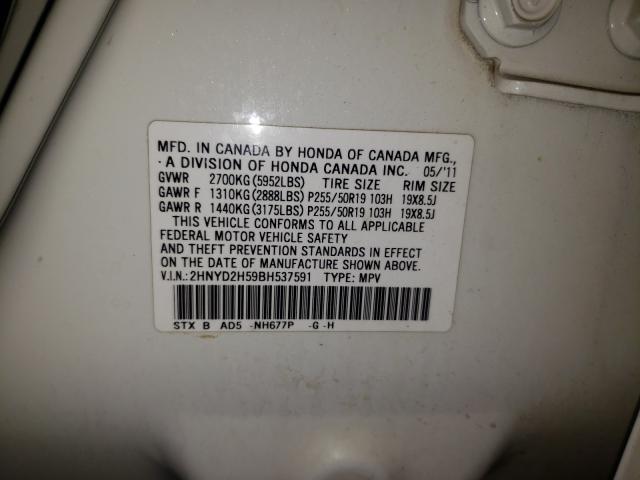 MFD. IN CANADA BY HONDA OF CANADA MFG.,
A DIVISION OF HONDA CANADA INC. 05/'11
GVWR 2700KG(5952LBS) TIRE SIZE RIM SIZE
GAWR F 1310KG(2888LBS) P255/50R19 103H 19X8.5J
GAWR R 1440KG(3175LBS) P255/50R19 103H 19X8.5J
THIS VEHICLE CONFORMS TO ALL APPLICABLE
FEDERAL MOTOR VEHICLE SAFETY
AND THEFT PREVENTION STANDARDS IN EFFECT
ON THE DATE OF MANUFACTURE SHOWN ABOVE.
V.I.N.: 2HNYD2H59BH537591 TYPE: MPV
STX B AD5 -NH677P -G -H